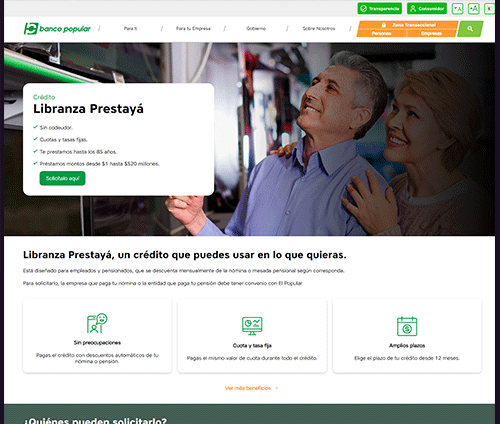 Transparencia
Consumidor
A
A
banco popular
Para ti
/
Para tu Empresa
/
Gobierno
/
Sobre Nosotros
/
Zona Transaccional
Personas
Empresas
Crédito
Libranza Prestayá
Sin codeudor.
Cuotas y tasas fijas.
Te prestamos hasta los 85 años.
Préstamos montos desde $1 hasta $520 millones.
Solicítalo aquí
Libranza Prestayá, un crédito que puedes usar en lo que quieras.
Está diseñado para empleados y pensionados, que se descuenta mensualmente de la nómina o mesada pensional según corresponda.
Para solicitarlo, la empresa que paga tu nómina o la entidad que paga tu pensión debe tener convenio con El Popular
Sin preocupaciones
Pagas el crédito con descuentos automáticos de tu
nómina o pensión.
Cuota y tasa fija
Pagas el mismo valor de cuota durante todo el crédito.
Amplios plazos
Elige el plazo de tu crédito desde 12 meses.
Ver más beneficios
¿Quiénes pueden solicitarlo?